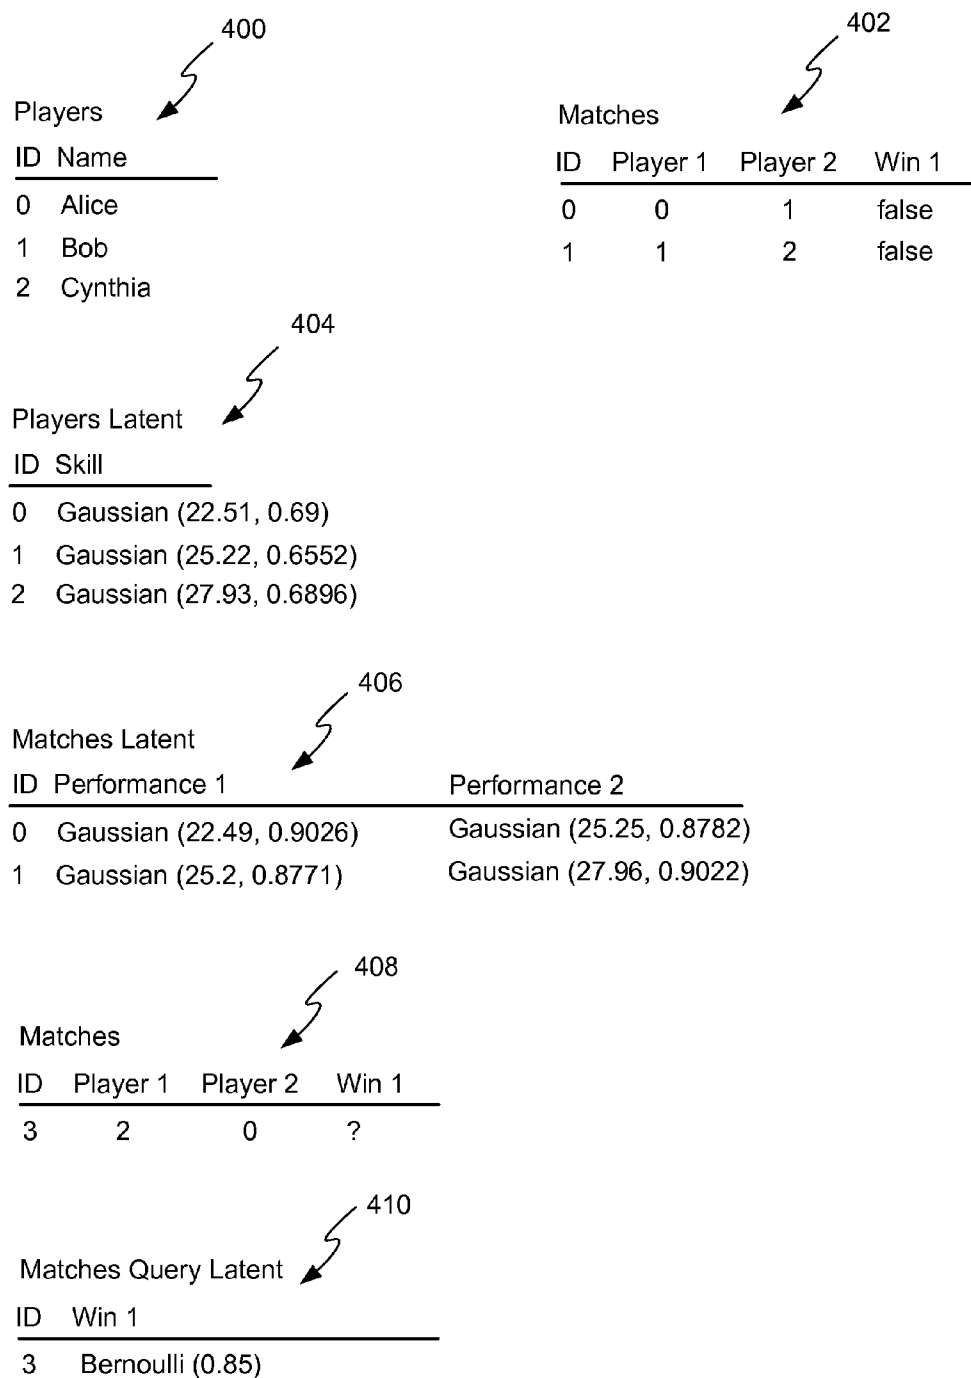 400
Players
ID Name
0 Alice
1 Bob
2 Cynthia
402
Matches
ID Player 1 Player 2 Win 1
0 0 1 false
1 1 2 false
404
Players Latent
ID Skill
0 Gaussian (22.51, 0.69)
1 Gaussian (25.22, 0.6552)
2 Gaussian (27.93, 0.6896)
406
Matches Latent
ID Performance 1 Performance 2
0 Gaussian (22.49, 0.9026) Gaussian (25.25, 0.8782)
1 Gaussian (25.2, 0.8771) Gaussian (27.96, 0.9022)
408
Matches
ID Player 1 Player 2 Win 1
3 2 0 ?
410
Matches Query Latent
ID Win 1
3 Bernoulli (0.85)